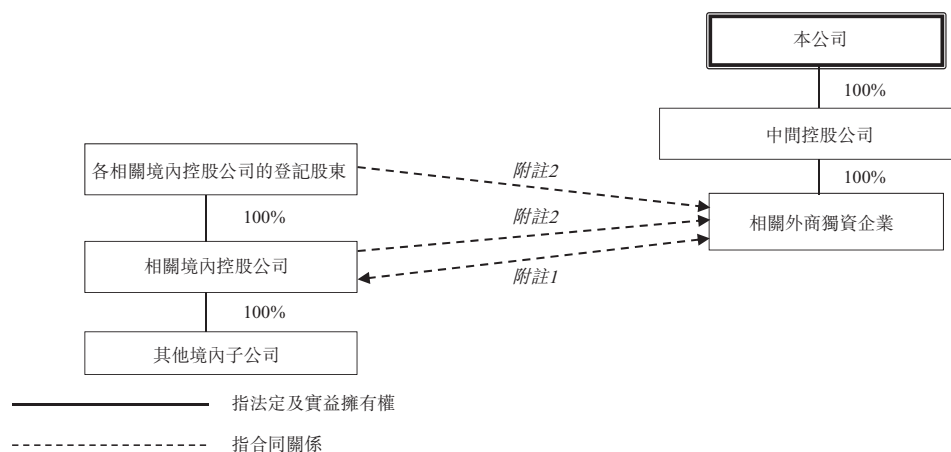 本公司
100%
中間控股公司
各相關境內控股公司的登記股東
附註2
100%
100%
附註2
相關外商獨資企業
相關境內控股公司
附註1
100%
其他境內子公司
指法定及實益擁有權
指合同關係